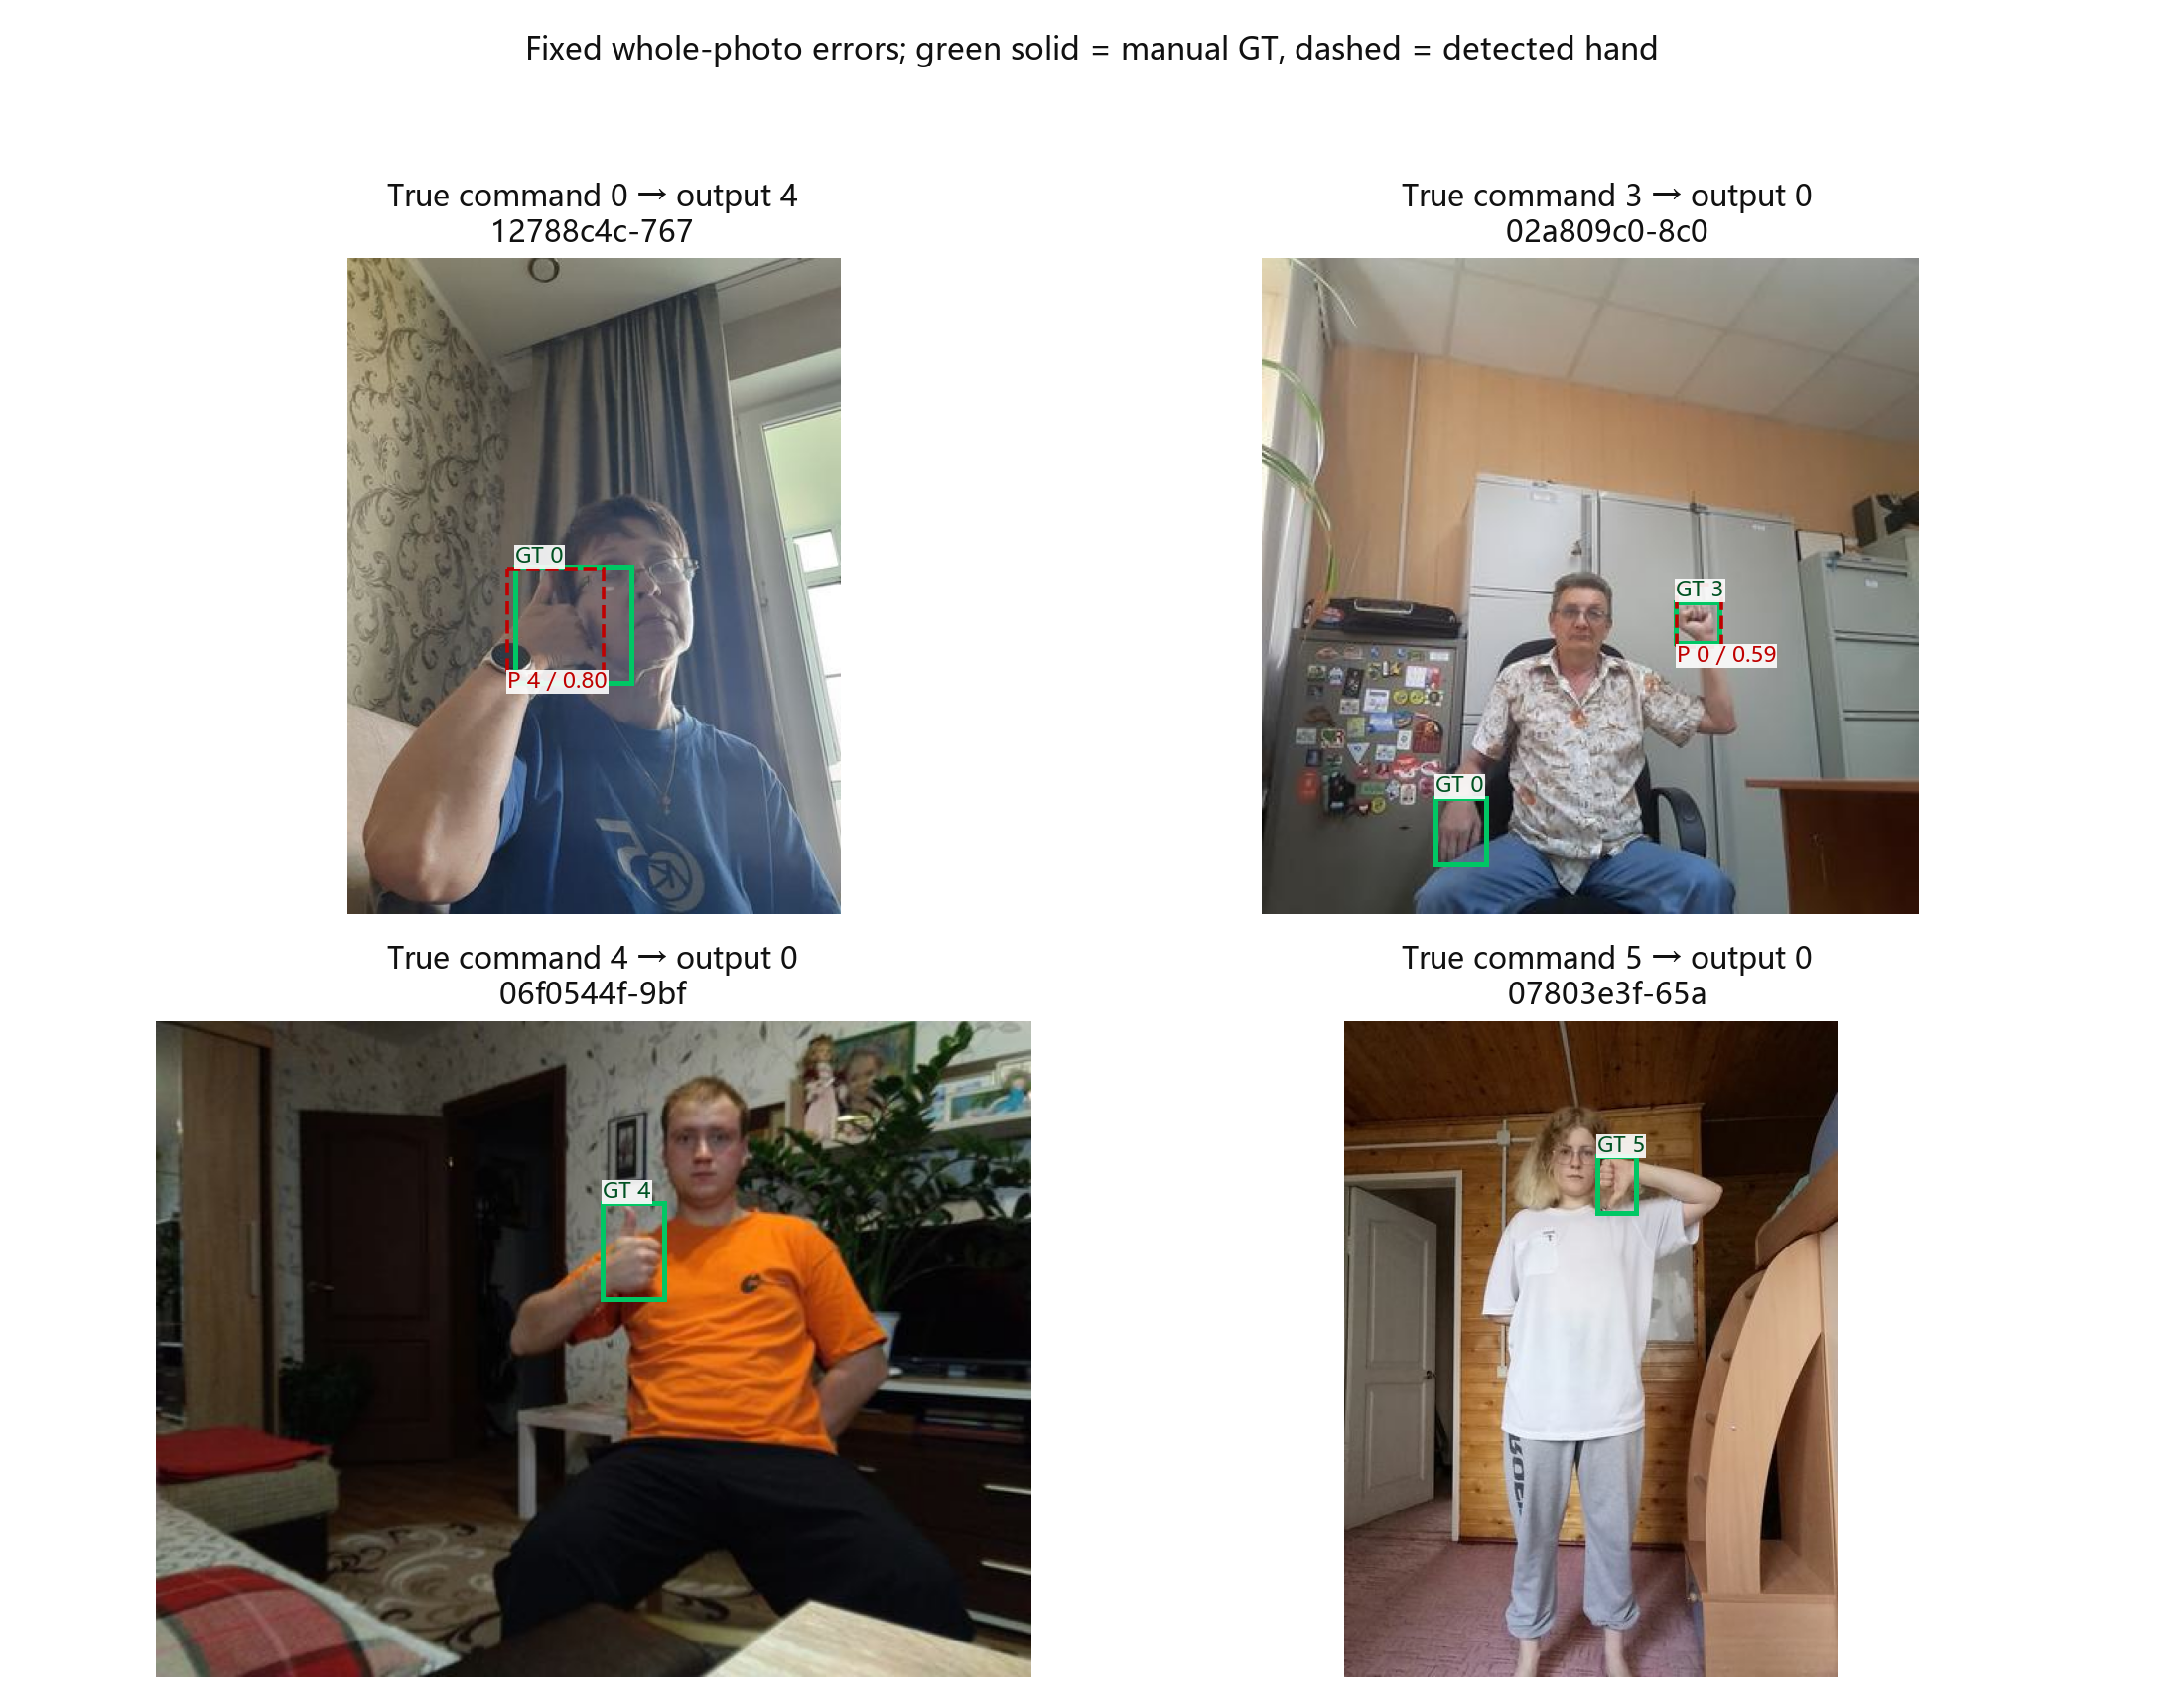 Fixed whole-photo errors; green solid = manual GT, dashed = detected hand
True command 0 → output 4
12788c4c-767
GT 0
P 4 / 0.80
True command 3 → output 0
02a809c0-8c0
GT 3
P 0 / 0.59
GT 0
True command 4 → output 0
06f0544f-9bf
GT 4
True command 5 → output 0
07803e3f-65a
GT 5